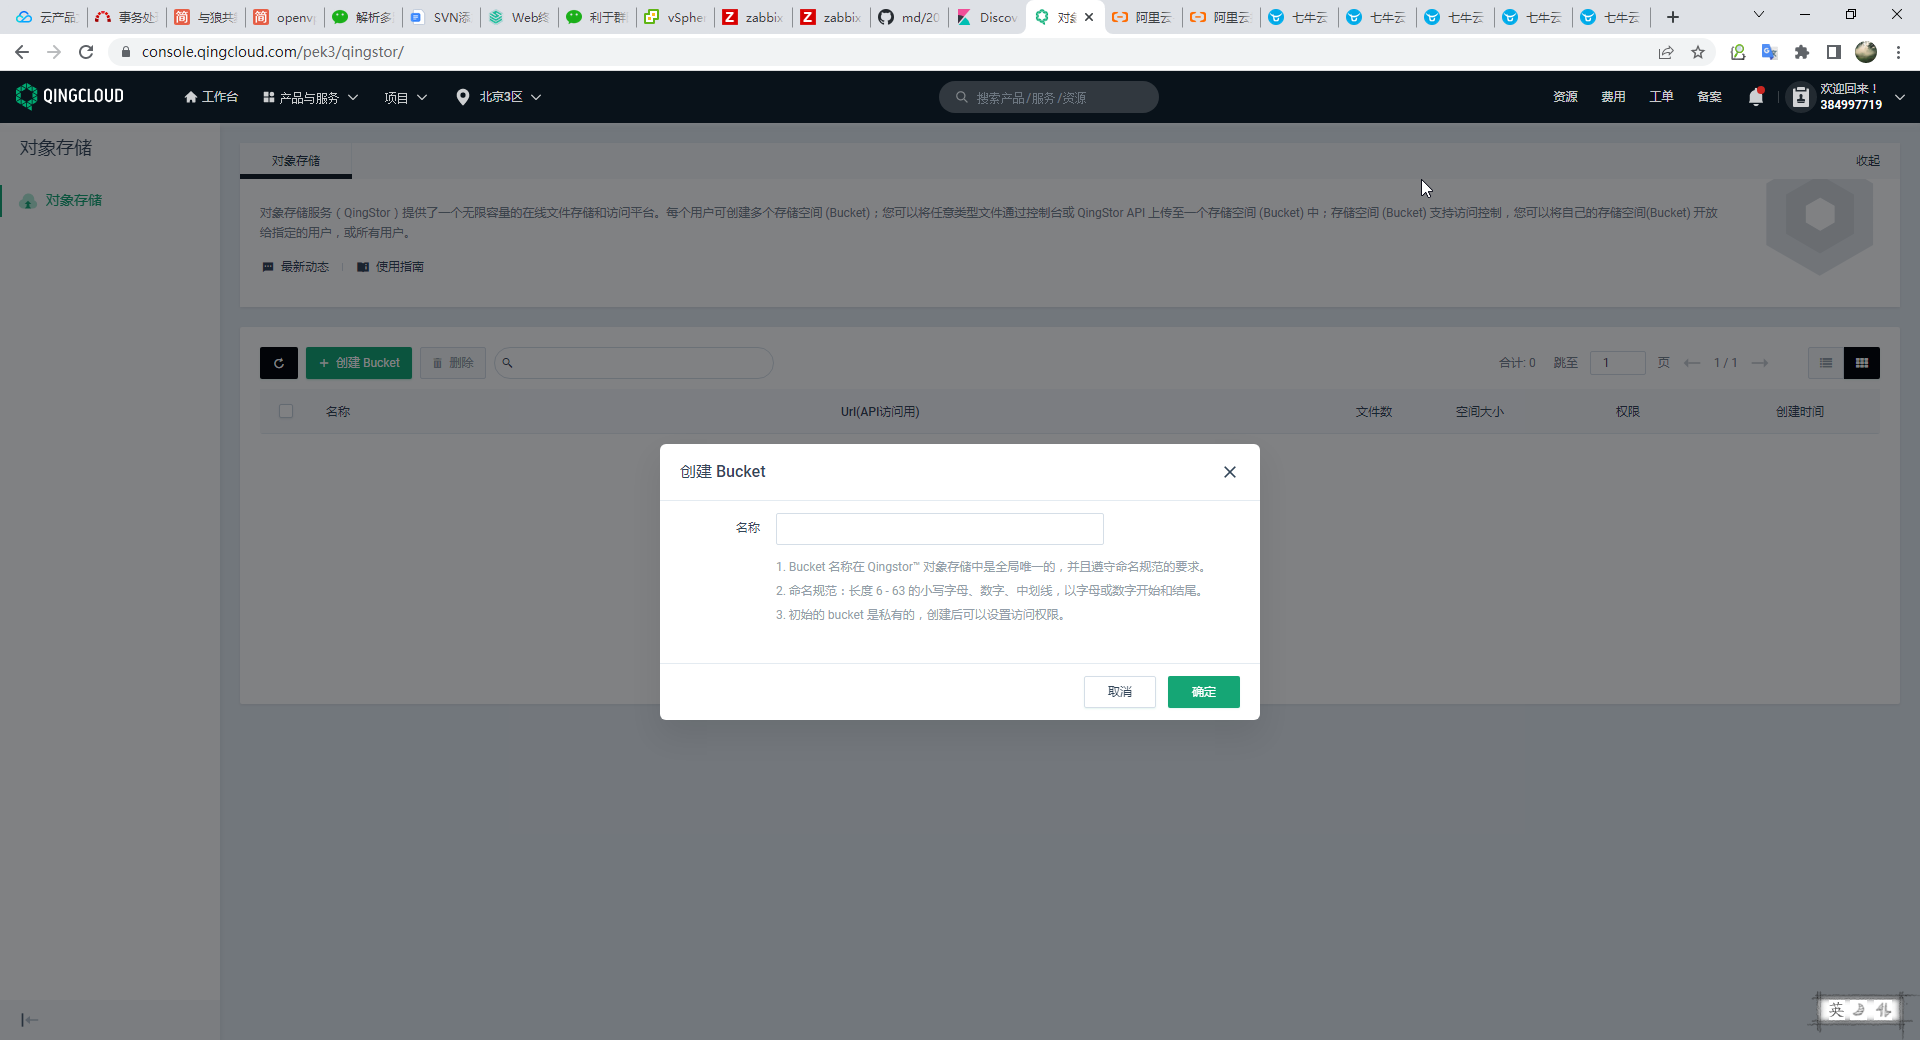 云产品
事务处
与狼共
openv
解析多
SVN添
Web终
利于群
vSpher
zabbix
zabbix
md/20
Discov
对象
阿里云
阿里云
七牛云
七牛云
七牛云
七牛云
七牛云
console.qingcloud.com/pek3/qingstor/
QINGCLOUD
工作台
产品与服务
项目
北京3区
搜索产品/服务/资源
资源
费用
工单
备案
欢迎回来！
384997719
对象存储
对象存储
对象存储
收起
对象存储服务（QingStor）提供了一个无限容量的在线文件存储和访问平台。每个用户可创建多个存储空间 (Bucket)；您可以将任意类型文件通过控制台或 QingStor API 上传至一个存储空间 (Bucket) 中；存储空间 (Bucket) 支持访问控制，您可以将自己的存储空间(Bucket) 开放
给指定的用户，或所有用户。
最新动态
使用指南
创建 Bucket
删除
合计: 0
跳至
1
页
1 / 1
名称
Url(API访问用)
文件数
空间大小
权限
创建时间
创建 Bucket
名称
1. Bucket 名称在 Qingstor™ 对象存储中是全局唯一的，并且遵守命名规范的要求。
2. 命名规范：长度 6 - 63 的小写字母、数字、中划线，以字母或数字开始和结尾。
3. 初始的 bucket 是私有的，创建后可以设置访问权限。
取消
确定
英